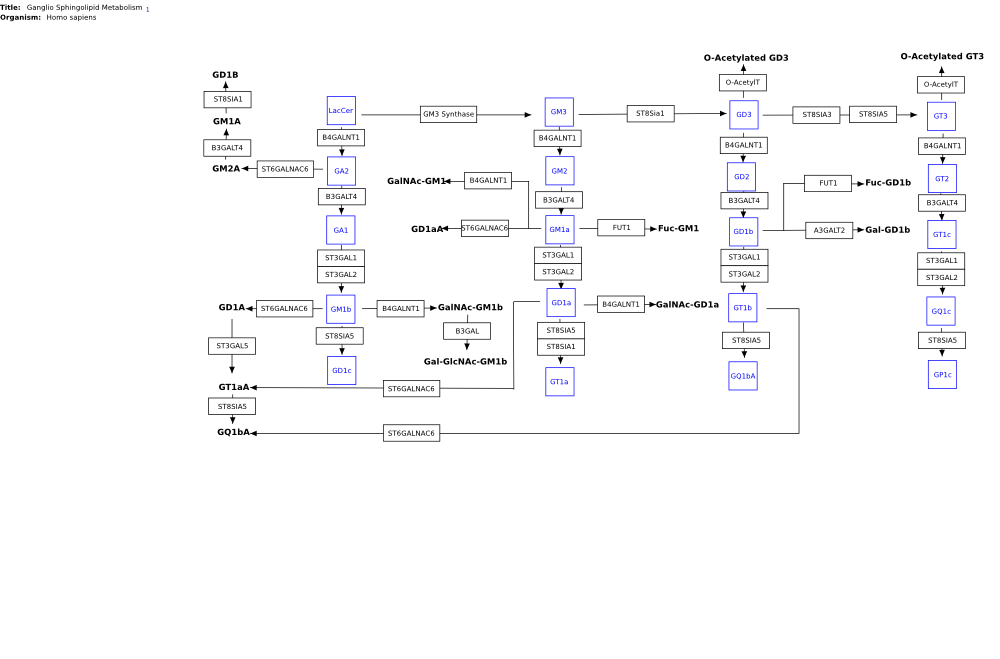 Title: Ganglio Sphingolipid Metabolism 1
Organism: Homo sapiens
O-Acetylated GD3
O-Acetylated GT3
GD1B
O-AcetylT
O-AcetylT
ST8SIA1
LacCer
GM3 Synthase
GM3
ST8Sia1
GD3
ST8SIA3
ST8SIA5
GT3
GM1A
B4GALNT1
B4GALNT1
B4GALNT1
B4GALNT1
B3GALT4
GM2A
ST6GALNAC6
GA2
GM2
GD2
GT2
GalNAc-GM1
B4GALNT1
FUT1
Fuc-GD1b
B3GALT4
B3GALT4
B3GALT4
B3GALT4
GD1aA
ST6GALNAC6
GA1
GM1a
FUT1
Fuc-GM1
GD1b
A3GALT2
Gal-GD1b
GT1c
ST3GAL1
ST3GAL1
ST3GAL1
ST3GAL1
ST3GAL2
ST3GAL2
ST3GAL2
ST3GAL2
GD1A
ST6GALNAC6
GM1b
B4GALNT1
GalNAc-GM1b
GD1a
B4GALNT1
GalNAc-GD1a
GT1b
GQ1c
ST8SIA5
B3GAL
ST8SIA5
ST8SIA5
ST8SIA5
ST3GAL5
ST8SIA1
Gal-GlcNAc-GM1b
GD1c
GT1a
GQ1bA
GP1c
GT1aA
ST6GALNAC6
ST8SIA5
GQ1bA
ST6GALNAC6